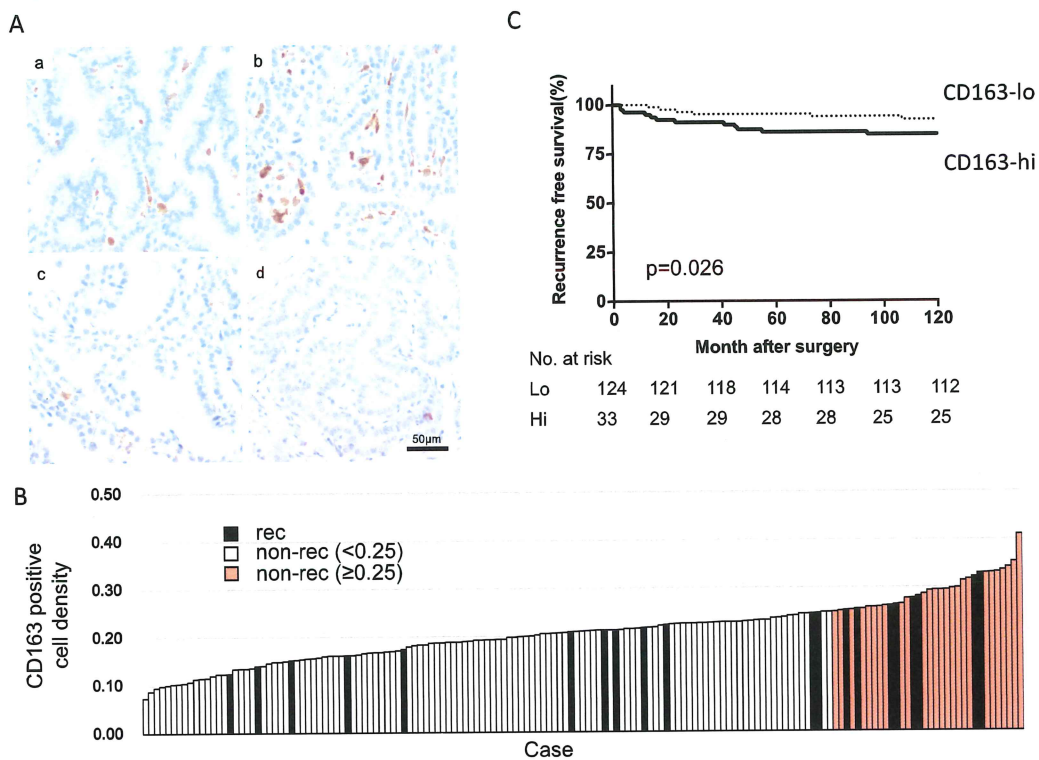 A
a
b
c
d
50μm
C
Recurrence free survival(%)
100
75
50
25
0
CD163-lo
CD163-hi
p=0.026
0 20 40 60 80 100 120
Month after surgery
No. at risk
Lo 124 121 118 114 113 113 112
Hi 33 29 29 28 28 25 25
B
CD163 positive
cell density
0.50
0.40
0.30
0.20
0.10
0.00
rec
non-rec (<0.25)
non-rec (≥0.25)
Case